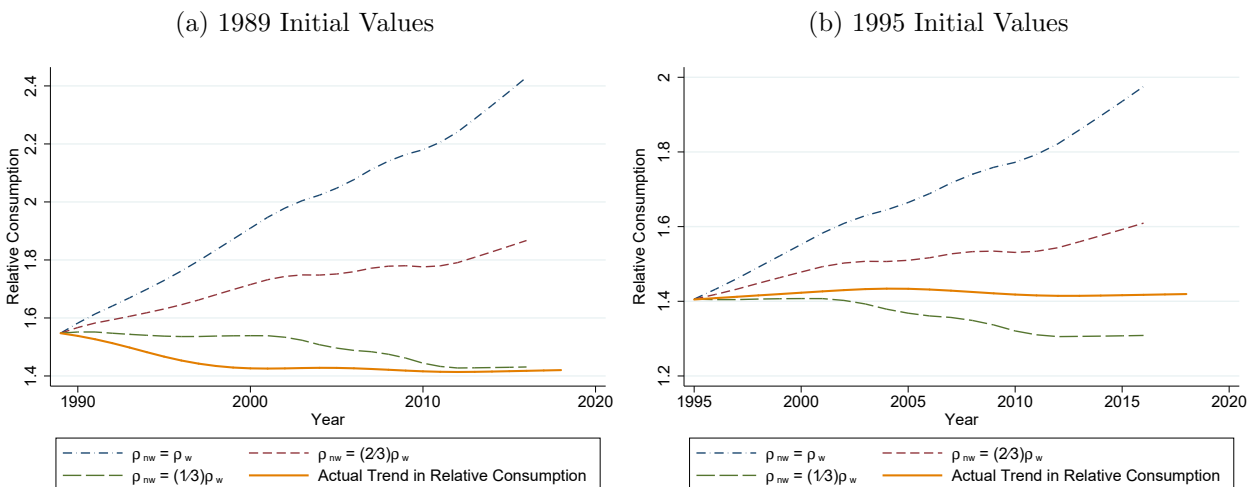 (a) 1989 Initial Values
Relative Consumption
2.4
2.2
2
1.8
1.6
1.4
1990
2000
2010
2020
Year
ρ nw = ρ w
ρ nw = (2/3)ρ w
ρ nw = (1/3)ρ w
Actual Trend in Relative Consumption
(b) 1995 Initial Values
Relative Consumption
2
1.8
1.6
1.4
1.2
1995
2000
2005
2010
2015
2020
Year
ρ nw = ρ w
ρ nw = (2/3)ρ w
ρ nw = (1/3)ρ w
Actual Trend in Relative Consumption